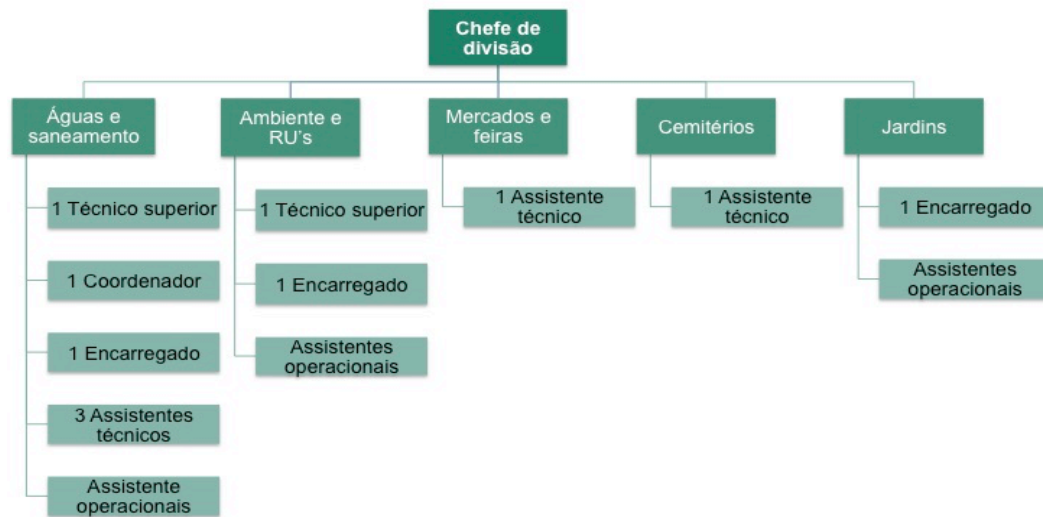 Chefe de
divisão
Águas e
saneamento
1 Técnico superior
1 Coordenador
1 Encarregado
3 Assistentes
técnicos
Assistente
operacionais
Ambiente e
RU's
1 Técnico superior
1 Encarregado
Assistentes
operacionais
Mercados e
feiras
1 Assistente
técnico
Cemitérios
1 Assistente
técnico
Jardins
1 Encarregado
Assistentes
operacionais